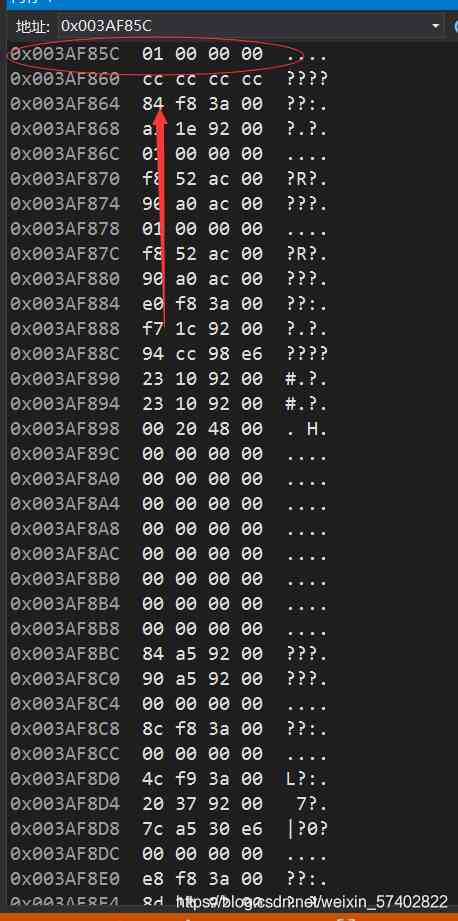 地址: 0x003AF85C
0x003AF85C 01 00 00 00 ....
0x003AF860 cc cc cc cc ????
0x003AF864 84 f8 3a 00 ??:.
0x003AF868 1e 92 00 ?.?.
0x003AF86C 00 00 00 ....
0x003AF870 f8 52 ac 00 ?R?.
0x003AF874 90 a0 ac 00 ???.
0x003AF878 01 00 00 00 ....
0x003AF87C f8 52 ac 00 ?R?.
0x003AF880 90 a0 ac 00 ???.
0x003AF884 e0 f8 3a 00 ??:.
0x003AF888 f7 1c 92 00 ?.?.
0x003AF88C 94 cc 98 e6 ????
0x003AF890 23 10 92 00 #.?.
0x003AF894 23 10 92 00 #.?.
0x003AF898 00 20 48 00 . H.
0x003AF89C 00 00 00 00 ....
0x003AF8A0 00 00 00 00 ....
0x003AF8A4 00 00 00 00 ....
0x003AF8A8 00 00 00 00 ....
0x003AF8AC 00 00 00 00 ....
0x003AF8B0 00 00 00 00 ....
0x003AF8B4 00 00 00 00 ....
0x003AF8B8 00 00 00 00 ....
0x003AF8BC 84 a5 92 00 ???.
0x003AF8C0 90 a5 92 00 ???.
0x003AF8C4 00 00 00 00 ....
0x003AF8C8 8c f8 3a 00 ??:.
0x003AF8CC 00 00 00 00 ....
0x003AF8D0 4c f9 3a 00 L?:.
0x003AF8D4 20 37 92 00 7?.
0x003AF8D8 7c a5 30 e6 |?0?
0x003AF8DC 00 00 00 00 ....
0x003AF8E0 e8 f8 3a 00 ??:.
0x003AF8E4
https://blog.csdn.net/weixin_57402822